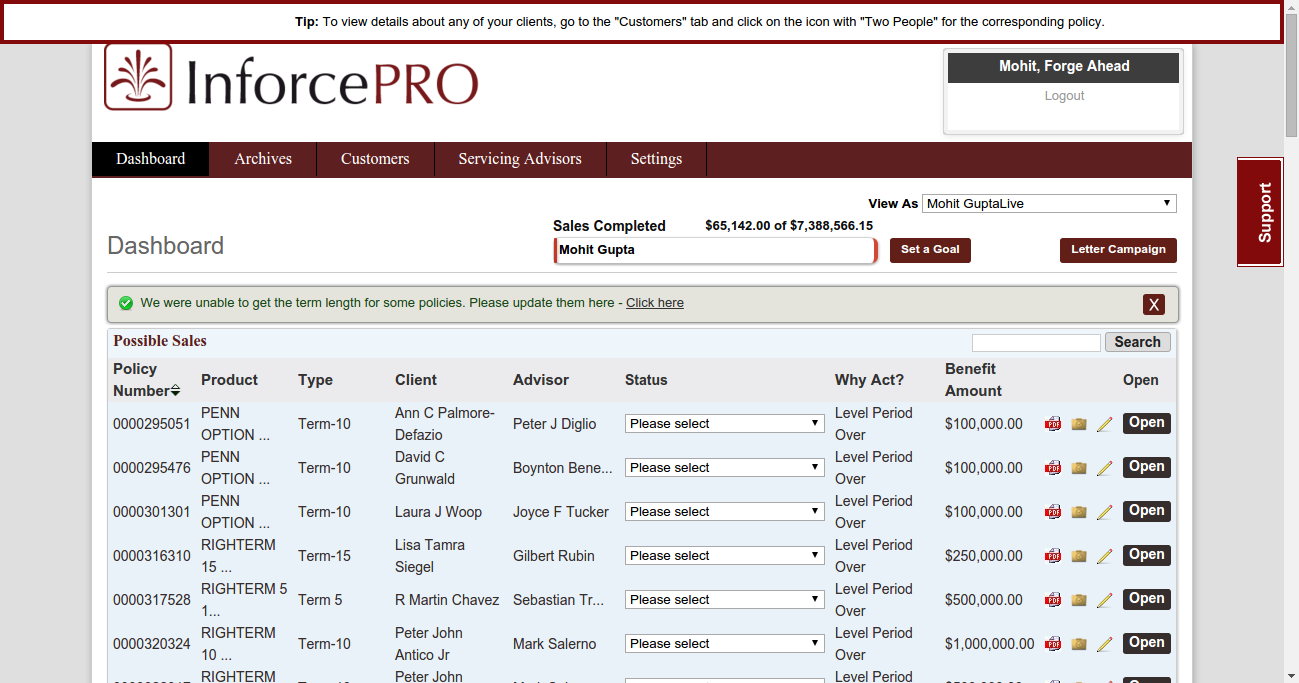 Tip: To view details about any of your clients, go to the "Customers" tab and click on the icon with "Two People" for the corresponding policy.
InforcePRO
Mohit, Forge Ahead
Logout
Dashboard Archives Customers Servicing Advisors Settings
Support
View As Mohit GuptaLive
Sales Completed $65,142.00 of $7,388,566.15
Dashboard
Mohit Gupta Set a Goal Letter Campaign
We were unable to get the term length for some policies. Please update them here - Click here X
Possible Sales Search
Policy Number Product Type Client Advisor Status Why Act? Benefit Amount Open
0000295051 PENN OPTION ... Term-10 Ann C Palmore-Defazio Peter J Diglio Please select Level Period Over $100,000.00 PDF Open
0000295476 PENN OPTION ... Term-10 David C Grunwald Boynton Bene... Please select Level Period Over $100,000.00 PDF Open
0000301301 PENN OPTION ... Term-10 Laura J Woop Joyce F Tucker Please select Level Period Over $100,000.00 PDF Open
0000316310 RIGHTERM 15 ... Term-15 Lisa Tamra Siegel Gilbert Rubin Please select Level Period Over $250,000.00 PDF Open
0000317528 RIGHTERM 5 1... Term 5 R Martin Chavez Sebastian Tr... Please select Level Period Over $500,000.00 PDF Open
0000320324 RIGHTERM 10 ... Term-10 Peter John Antico Jr Mark Salerno Please select Level Period Over $1,000,000.00 PDF Open
RIGHTERM Peter John Level Period